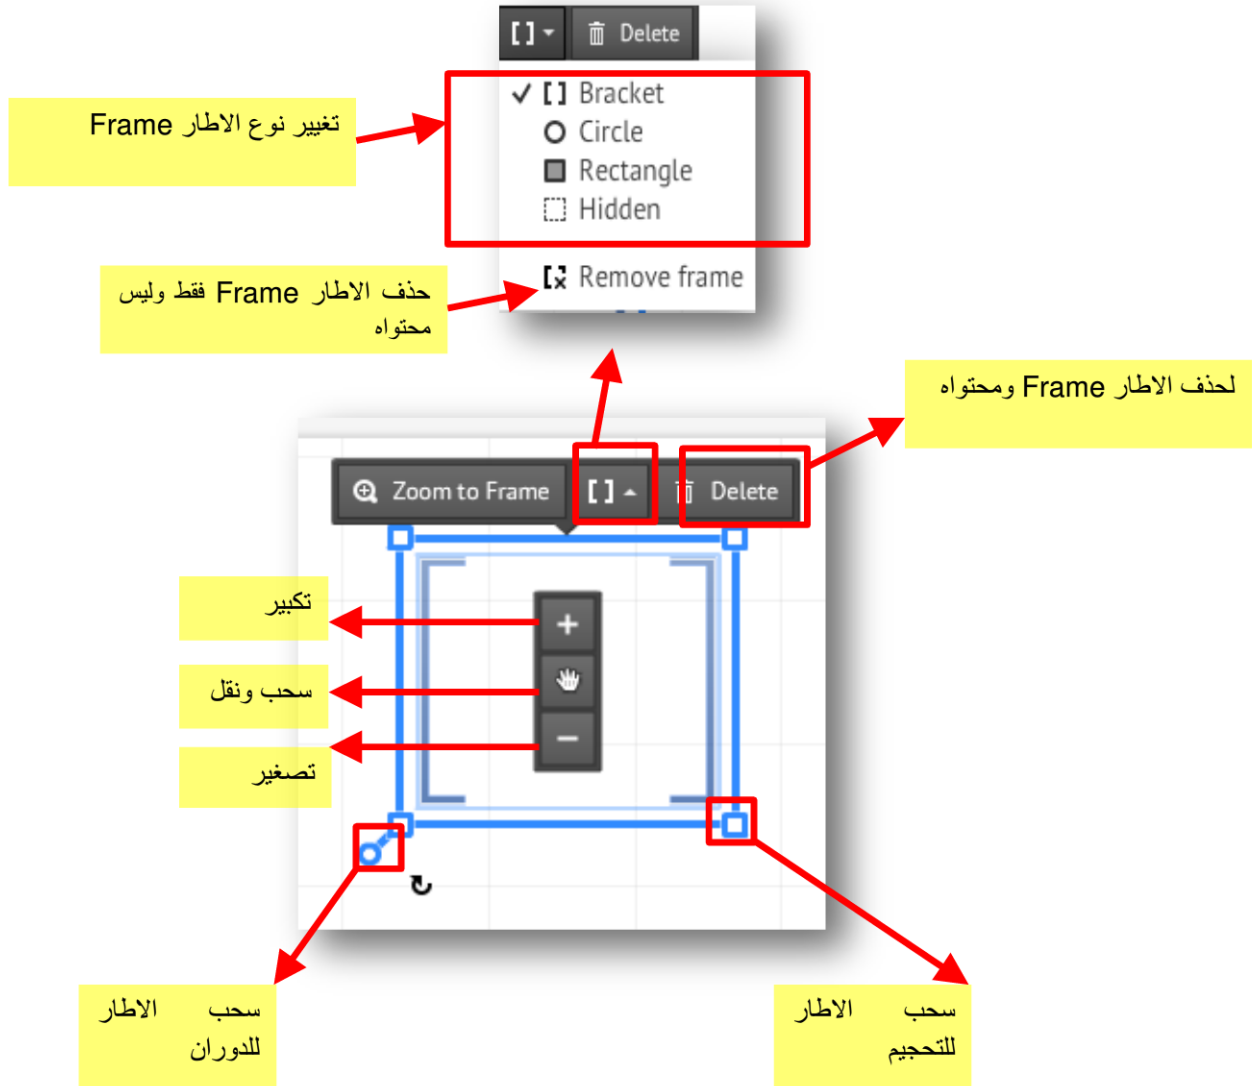 Delete
Bracket
تغيير نوع الاطار Frame
Circle
Rectangle
Hidden
Remove frame
حذف الاطار Frame فقط وليس
محتواه
لحذف الاطار Frame ومحتواه
Zoom to Frame
Delete
تكبير
سحب ونقل
تصغير
سحب الاطار
للدوران
سحب الاطار
للتحجيم